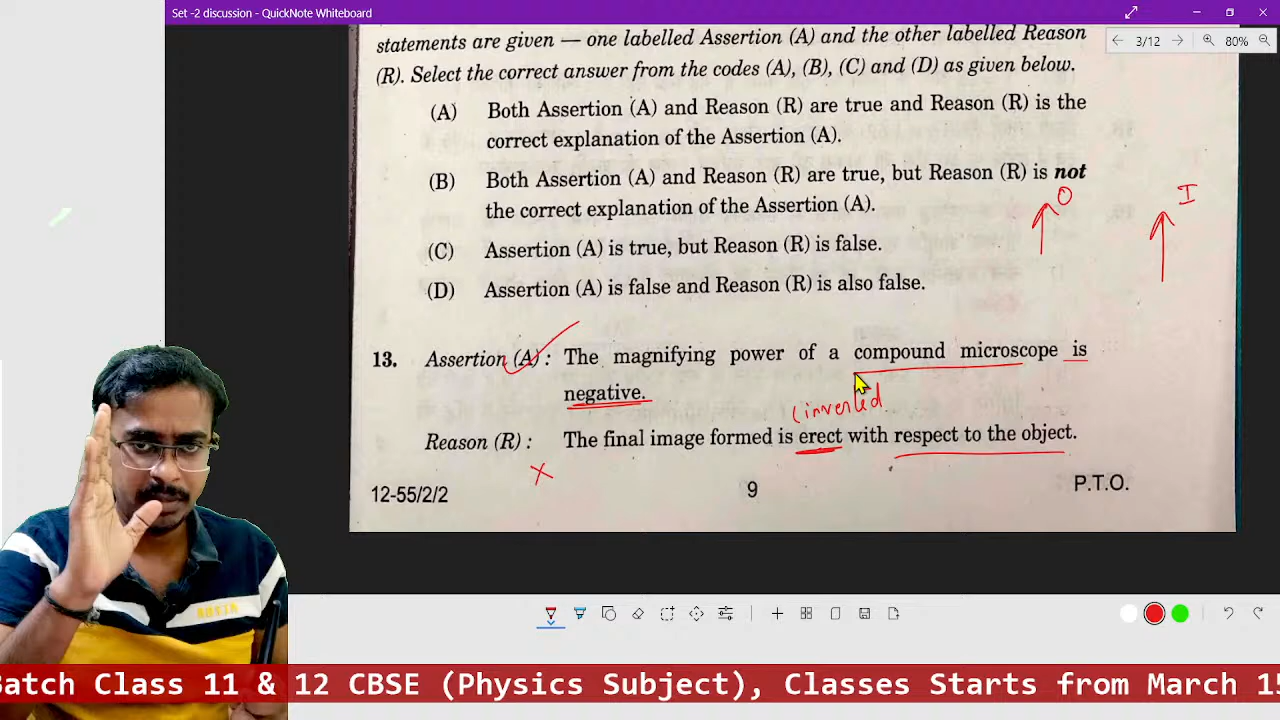 Set -2 discussion - QuickNote Whiteboard
3/12
80%
statements are given — one labelled Assertion (A) and the other labelled Reason
(R). Select the correct answer from the codes (A), (B), (C) and (D) as given below.
(A) Both Assertion (A) and Reason (R) are true and Reason (R) is the
correct explanation of the Assertion (A).
(B) Both Assertion (A) and Reason (R) are true, but Reason (R) is not
the correct explanation of the Assertion (A).
O
I
(C) Assertion (A) is true, but Reason (R) is false.
(D) Assertion (A) is false and Reason (R) is also false.
13. Assertion (A) : The magnifying power of a compound microscope is
negative.
(inverted
Reason (R) : The final image formed is erect with respect to the object.
12-55/2/2 9 P.T.O.
Batch Class 11 & 12 CBSE (Physics Subject), Classes Starts from March 15